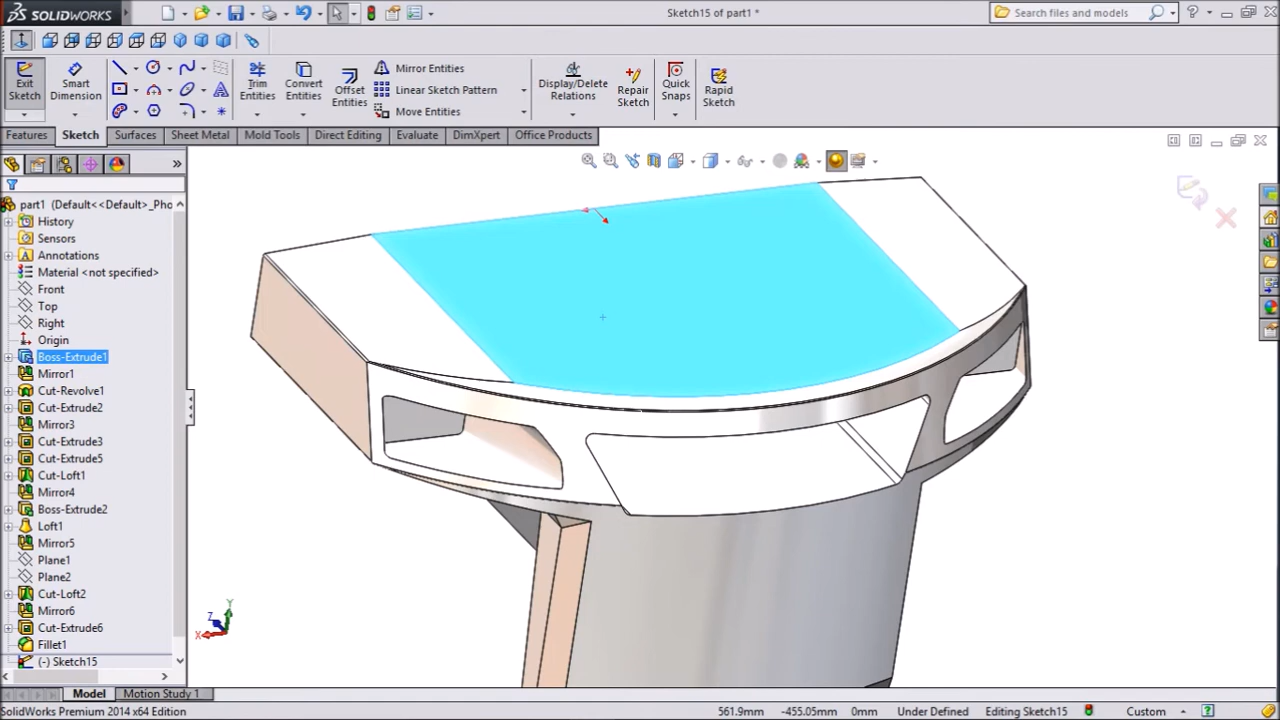 SOLIDWORKS
Sketch15 of part1 *
Search files and models
Exit Sketch
Smart Dimension
Trim Entities
Convert Entities
Offset Entities
Mirror Entities
Linear Sketch Pattern
Move Entities
Display/Delete Relations
Repair Sketch
Quick Snaps
Rapid Sketch
Features
Sketch
Surfaces
Sheet Metal
Mold Tools
Direct Editing
Evaluate
DimXpert
Office Products
part1 (Default<<Default>_Pho
History
Sensors
Annotations
Material <not specified>
Front
Top
Right
Origin
Boss-Extrude1
Mirror1
Cut-Revolve1
Cut-Extrude2
Mirror3
Cut-Extrude3
Cut-Extrude5
Cut-Loft1
Mirror4
Boss-Extrude2
Loft1
Mirror5
Plane1
Plane2
Cut-Loft2
Mirror6
Cut-Extrude6
Fillet1
(-) Sketch15
Y
Z
X
Model
Motion Study 1
SolidWorks Premium 2014 x64 Edition
561.9mm
-455.05mm
0mm
Under Defined
Editing Sketch15
Custom